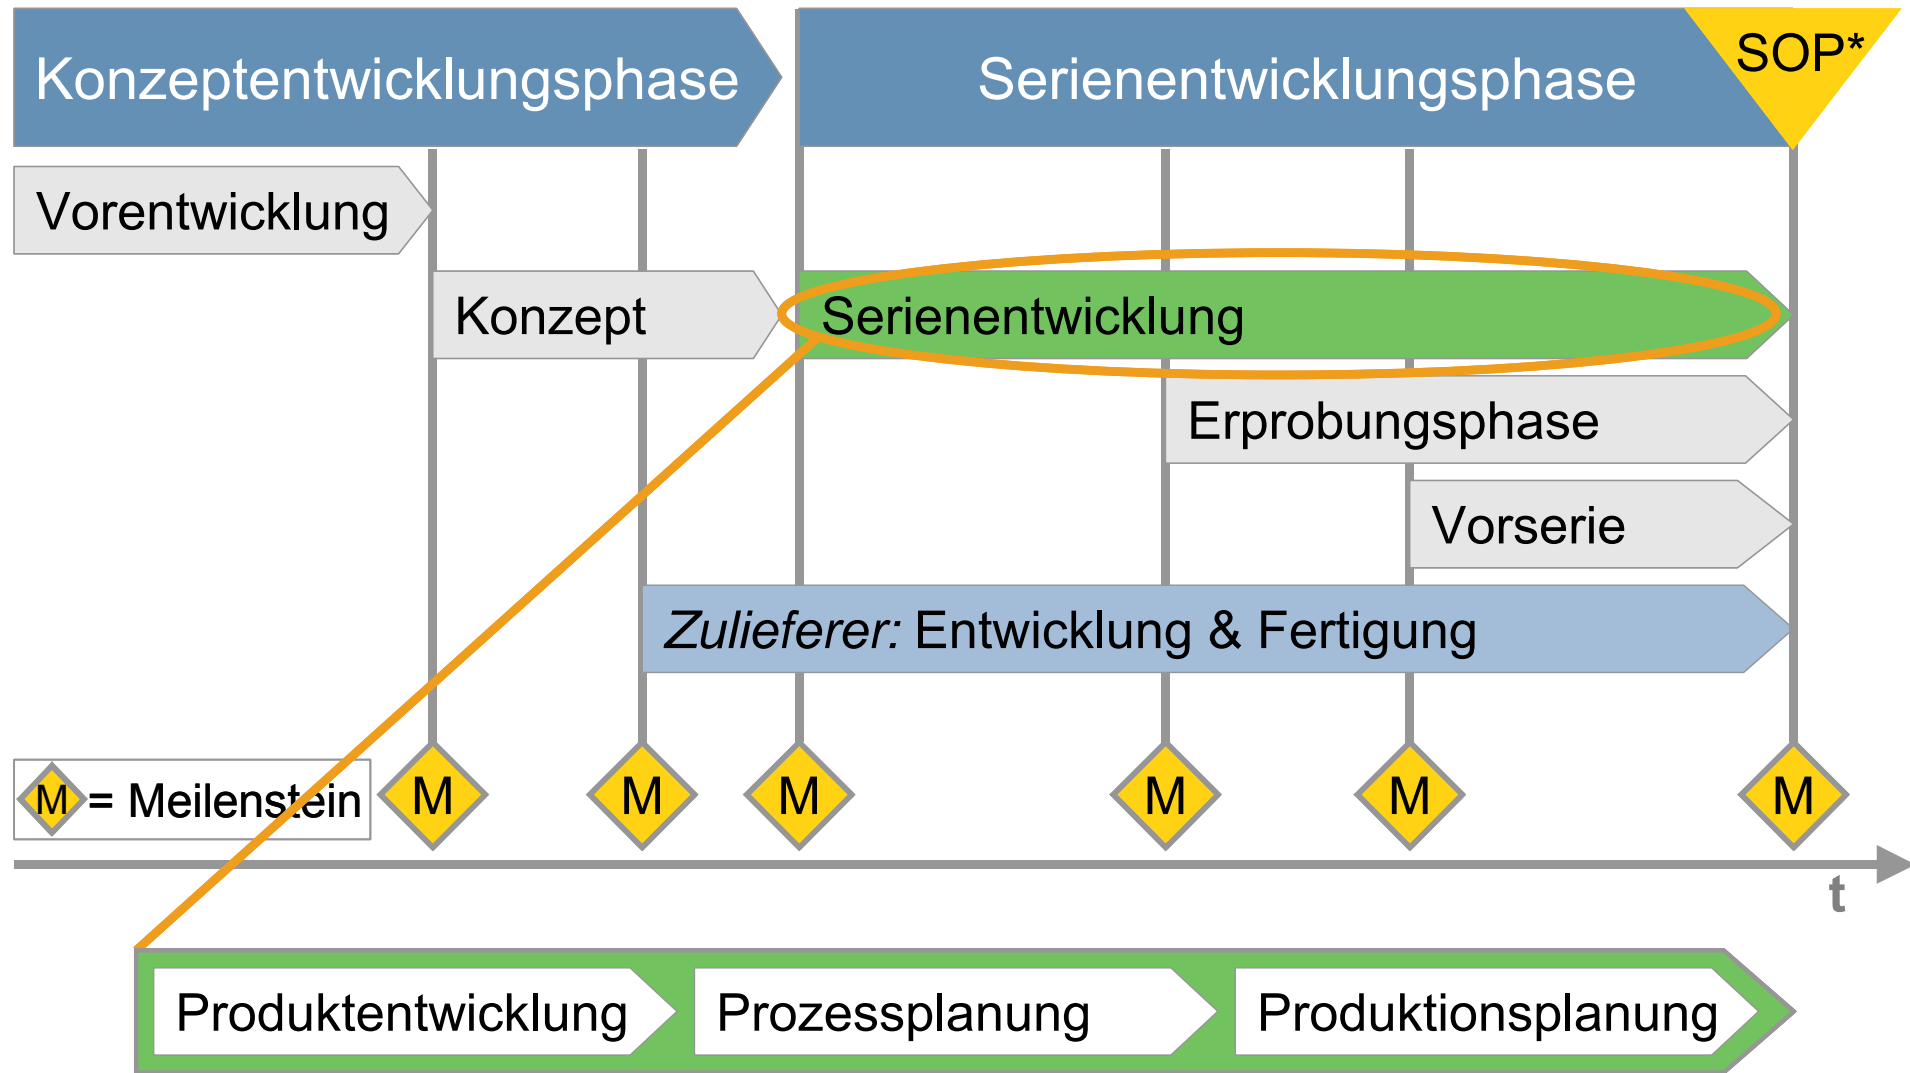 Konzeptentwicklungsphase
Serienentwicklungsphase
SOP*
Vorentwicklung
Konzept
Serienentwicklung
Erprobungsphase
Vorserie
Zulieferer: Entwicklung & Fertigung
M = Meilenstein
M
M
M
M
M
M
t
Produktentwicklung
Prozessplanung
Produktionsplanung